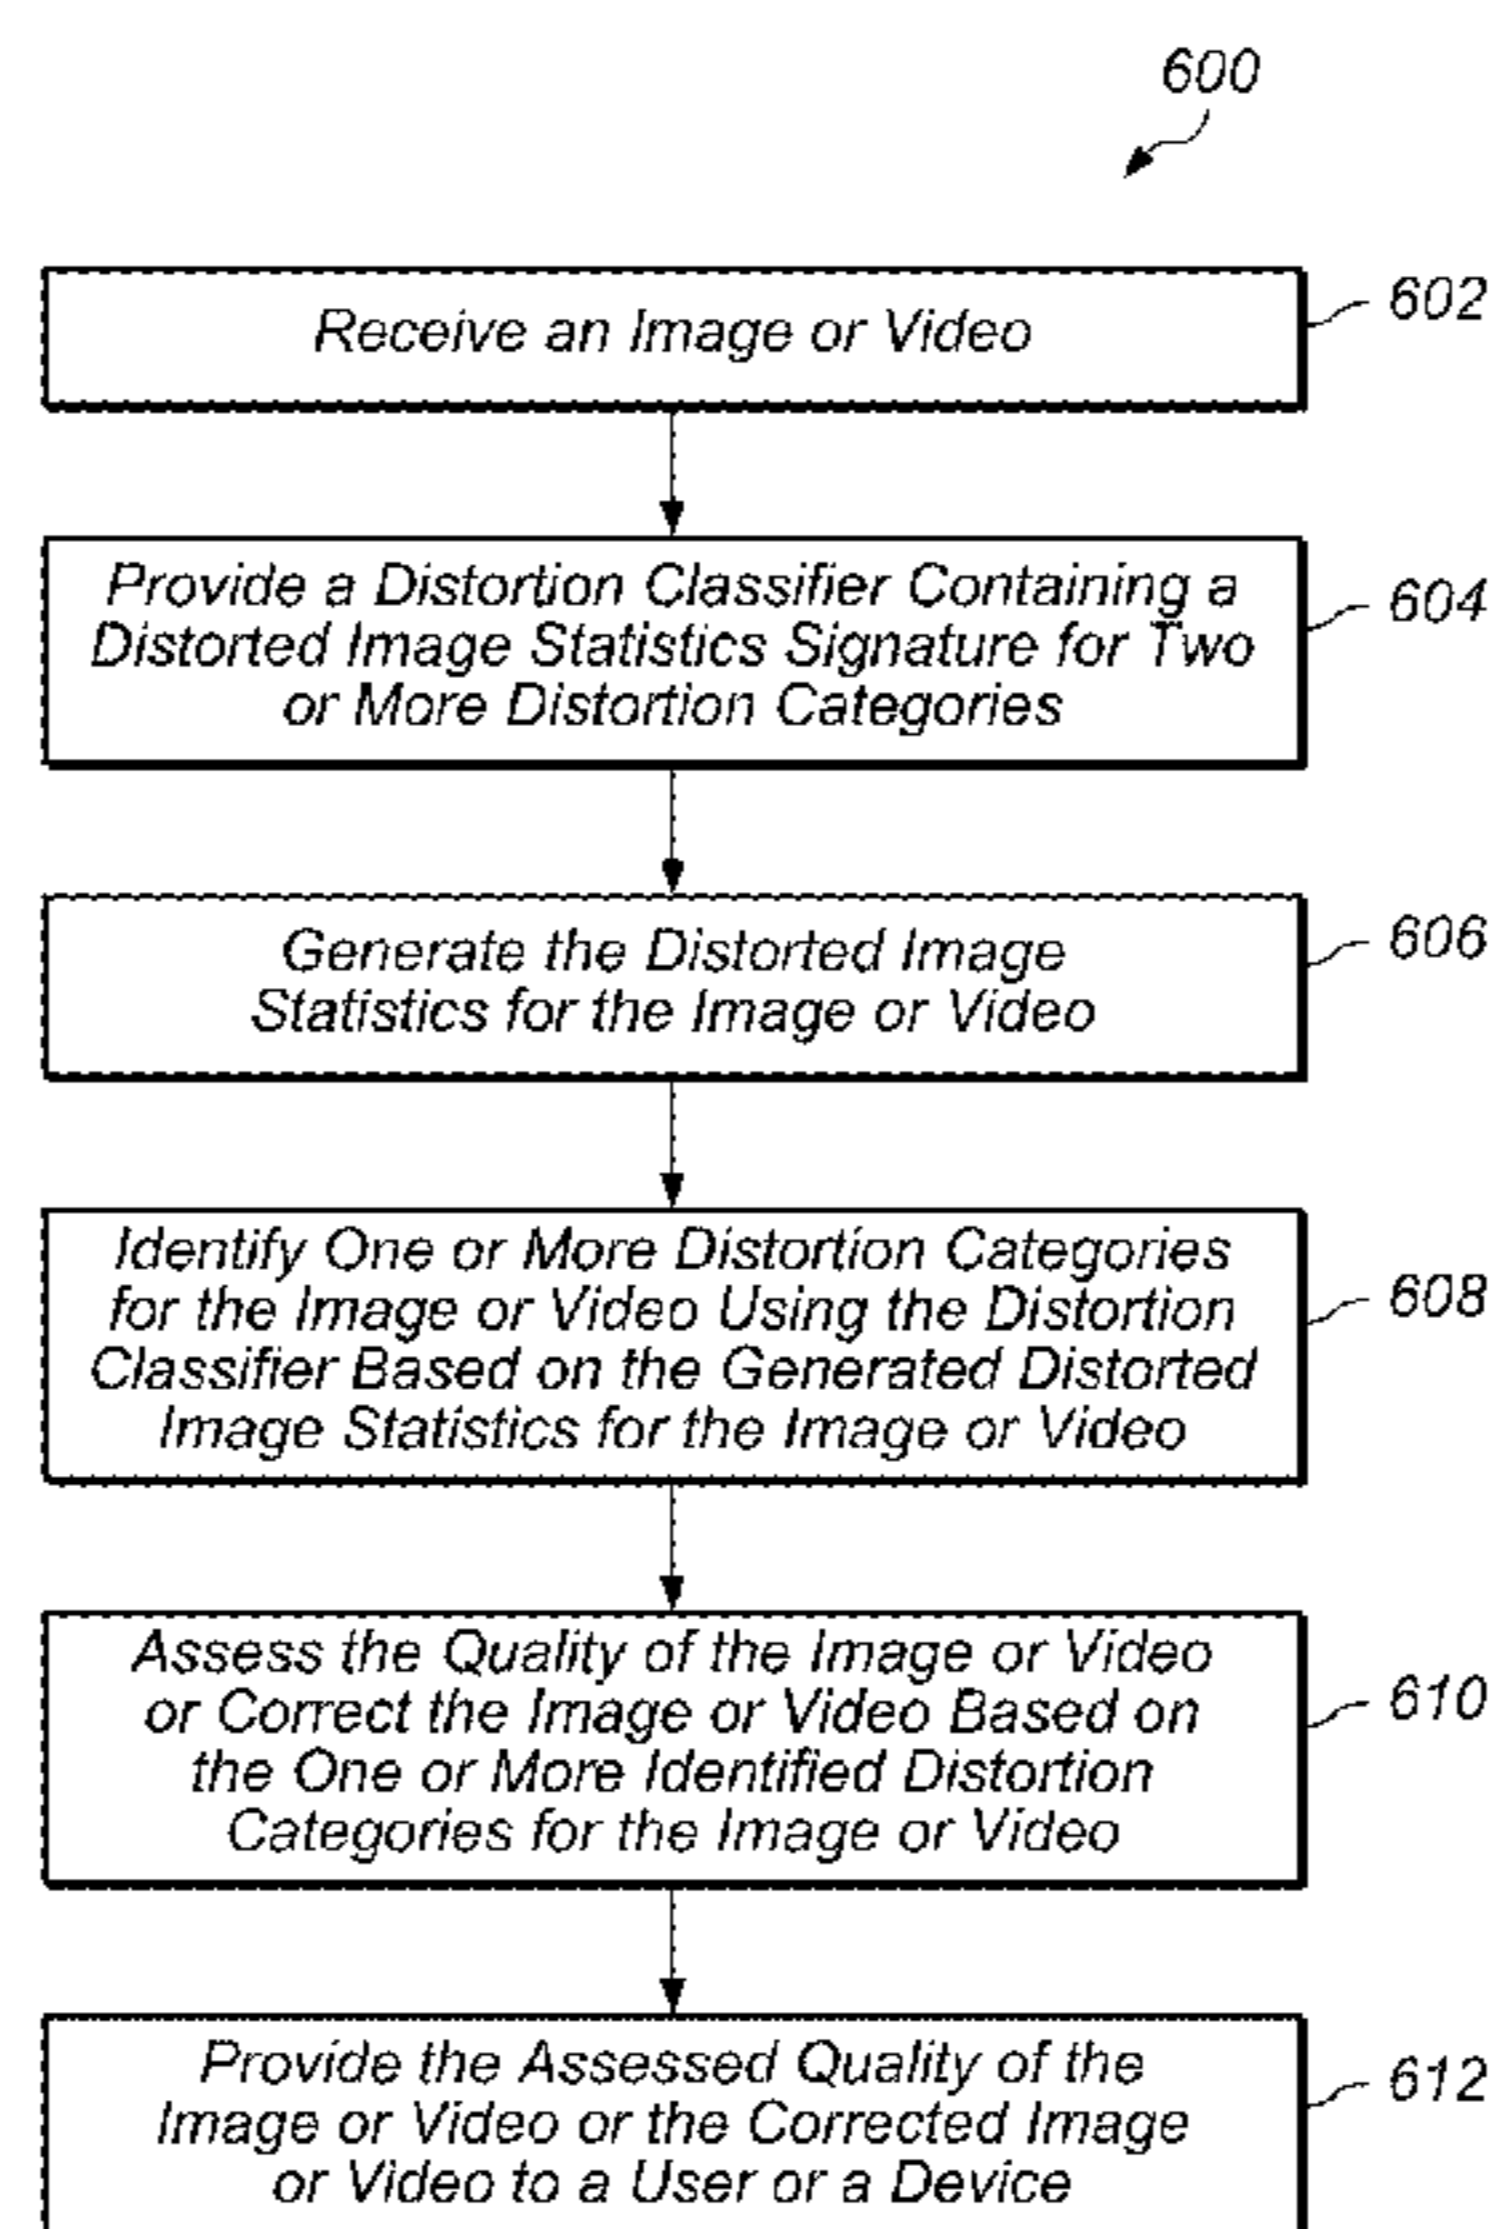 600
Receive an Image or Video
602
Provide a Distortion Classifier Containing a
Distorted Image Statistics Signature for Two
or More Distortion Categories
604
Generate the Distorted Image
Statistics for the Image or Video
606
Identify One or More Distortion Categories
for the Image or Video Using the Distortion
Classifier Based on the Generated Distorted
Image Statistics for the Image or Video
608
Assess the Quality of the Image or Video
or Correct the Image or Video Based on
the One or More Identified Distortion
Categories for the Image or Video
610
Provide the Assessed Quality of the
Image or Video or the Corrected Image
or Video to a User or a Device
612